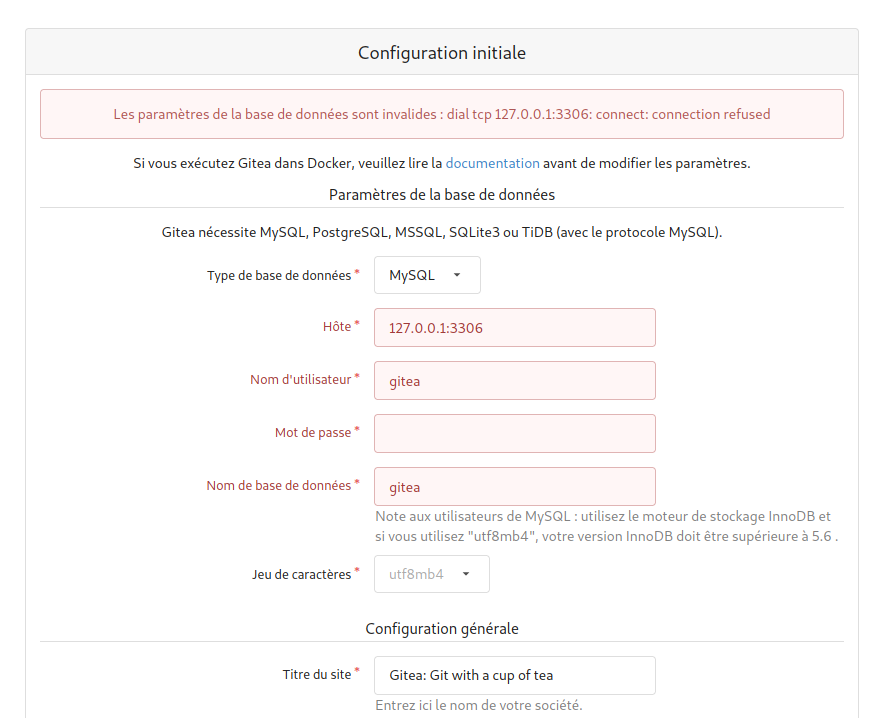 Configuration initiale
Les paramètres de la base de données sont invalides : dial tcp 127.0.0.1:3306: connect: connection refused
Si vous exécutez Gitea dans Docker, veuillez lire la documentation avant de modifier les paramètres.
Paramètres de la base de données
Gitea nécessite MySQL, PostgreSQL, MSSQL, SQLite3 ou TiDB (avec le protocole MySQL).
Type de base de données * MySQL
Hôte * 127.0.0.1:3306
Nom d'utilisateur * gitea
Mot de passe *
Nom de base de données * gitea
Note aux utilisateurs de MySQL : utilisez le moteur de stockage InnoDB et
si vous utilisez "utf8mb4", votre version InnoDB doit être supérieure à 5.6 .
Jeu de caractères * utf8mb4
Configuration générale
Titre du site * Gitea: Git with a cup of tea
Entrez ici le nom de votre société.